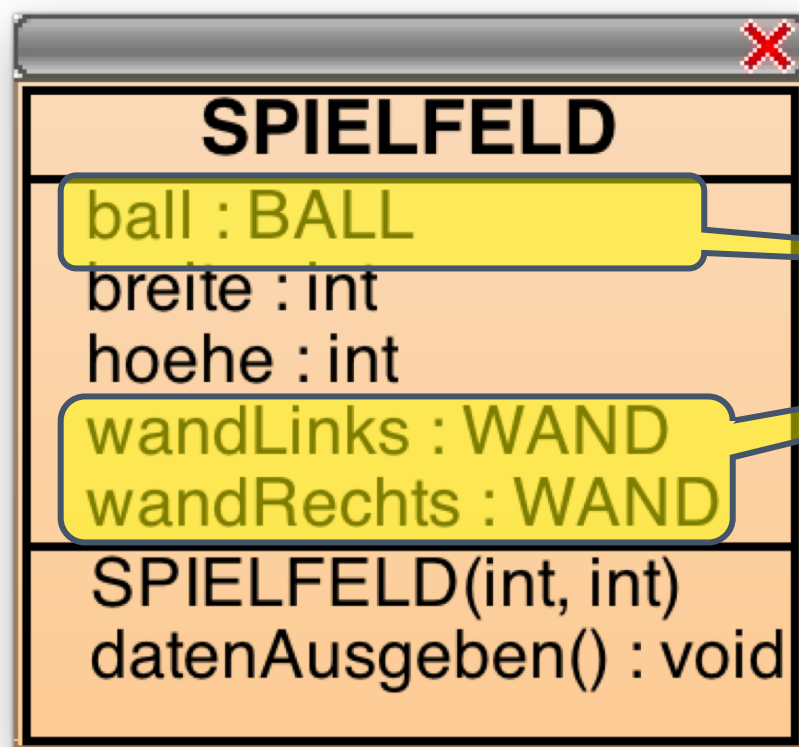 SPIELFELD
ball : BALL
breite : int
hoehe : int
wandLinks : WAND
wandRechts : WAND
SPIELFELD(int, int)
datenAusgeben() : void